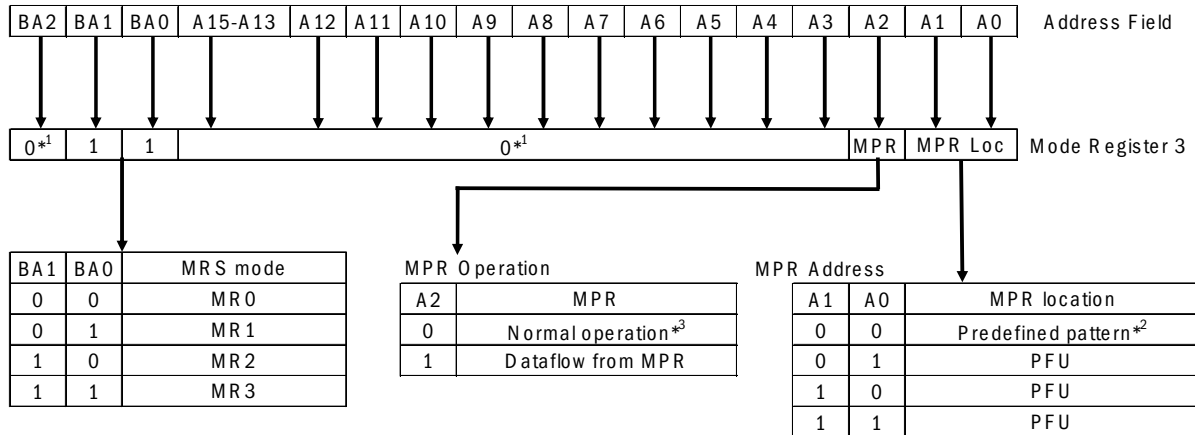 BA2 BA1 BA0 A15-A13 A12 A11 A10 A9 A8 A7 A6 A5 A4 A3 A2 A1 A0 Address Field
0*1 1 1 0*1 MPR MPR Loc Mode Register 3
BA1 BA0 MRS mode
0 0 MR0
0 1 MR1
1 0 MR2
1 1 MR3
MPR Operation
A2 MPR
0 Normal operation*3
1 Dataflow from MPR
MPR Address
A1 A0 MPR location
0 0 Predefined pattern*2
0 1 PFU
1 0 PFU
1 1 PFU